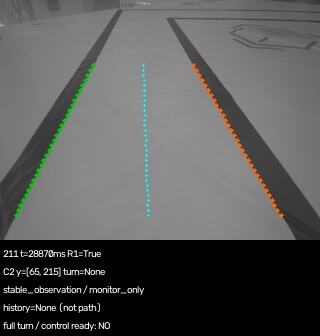 211 t=28870ms R1=True
C2 y=[65, 215] turn=None
stable_observation / monitor_only
history=None (not path)
full turn / control ready: NO